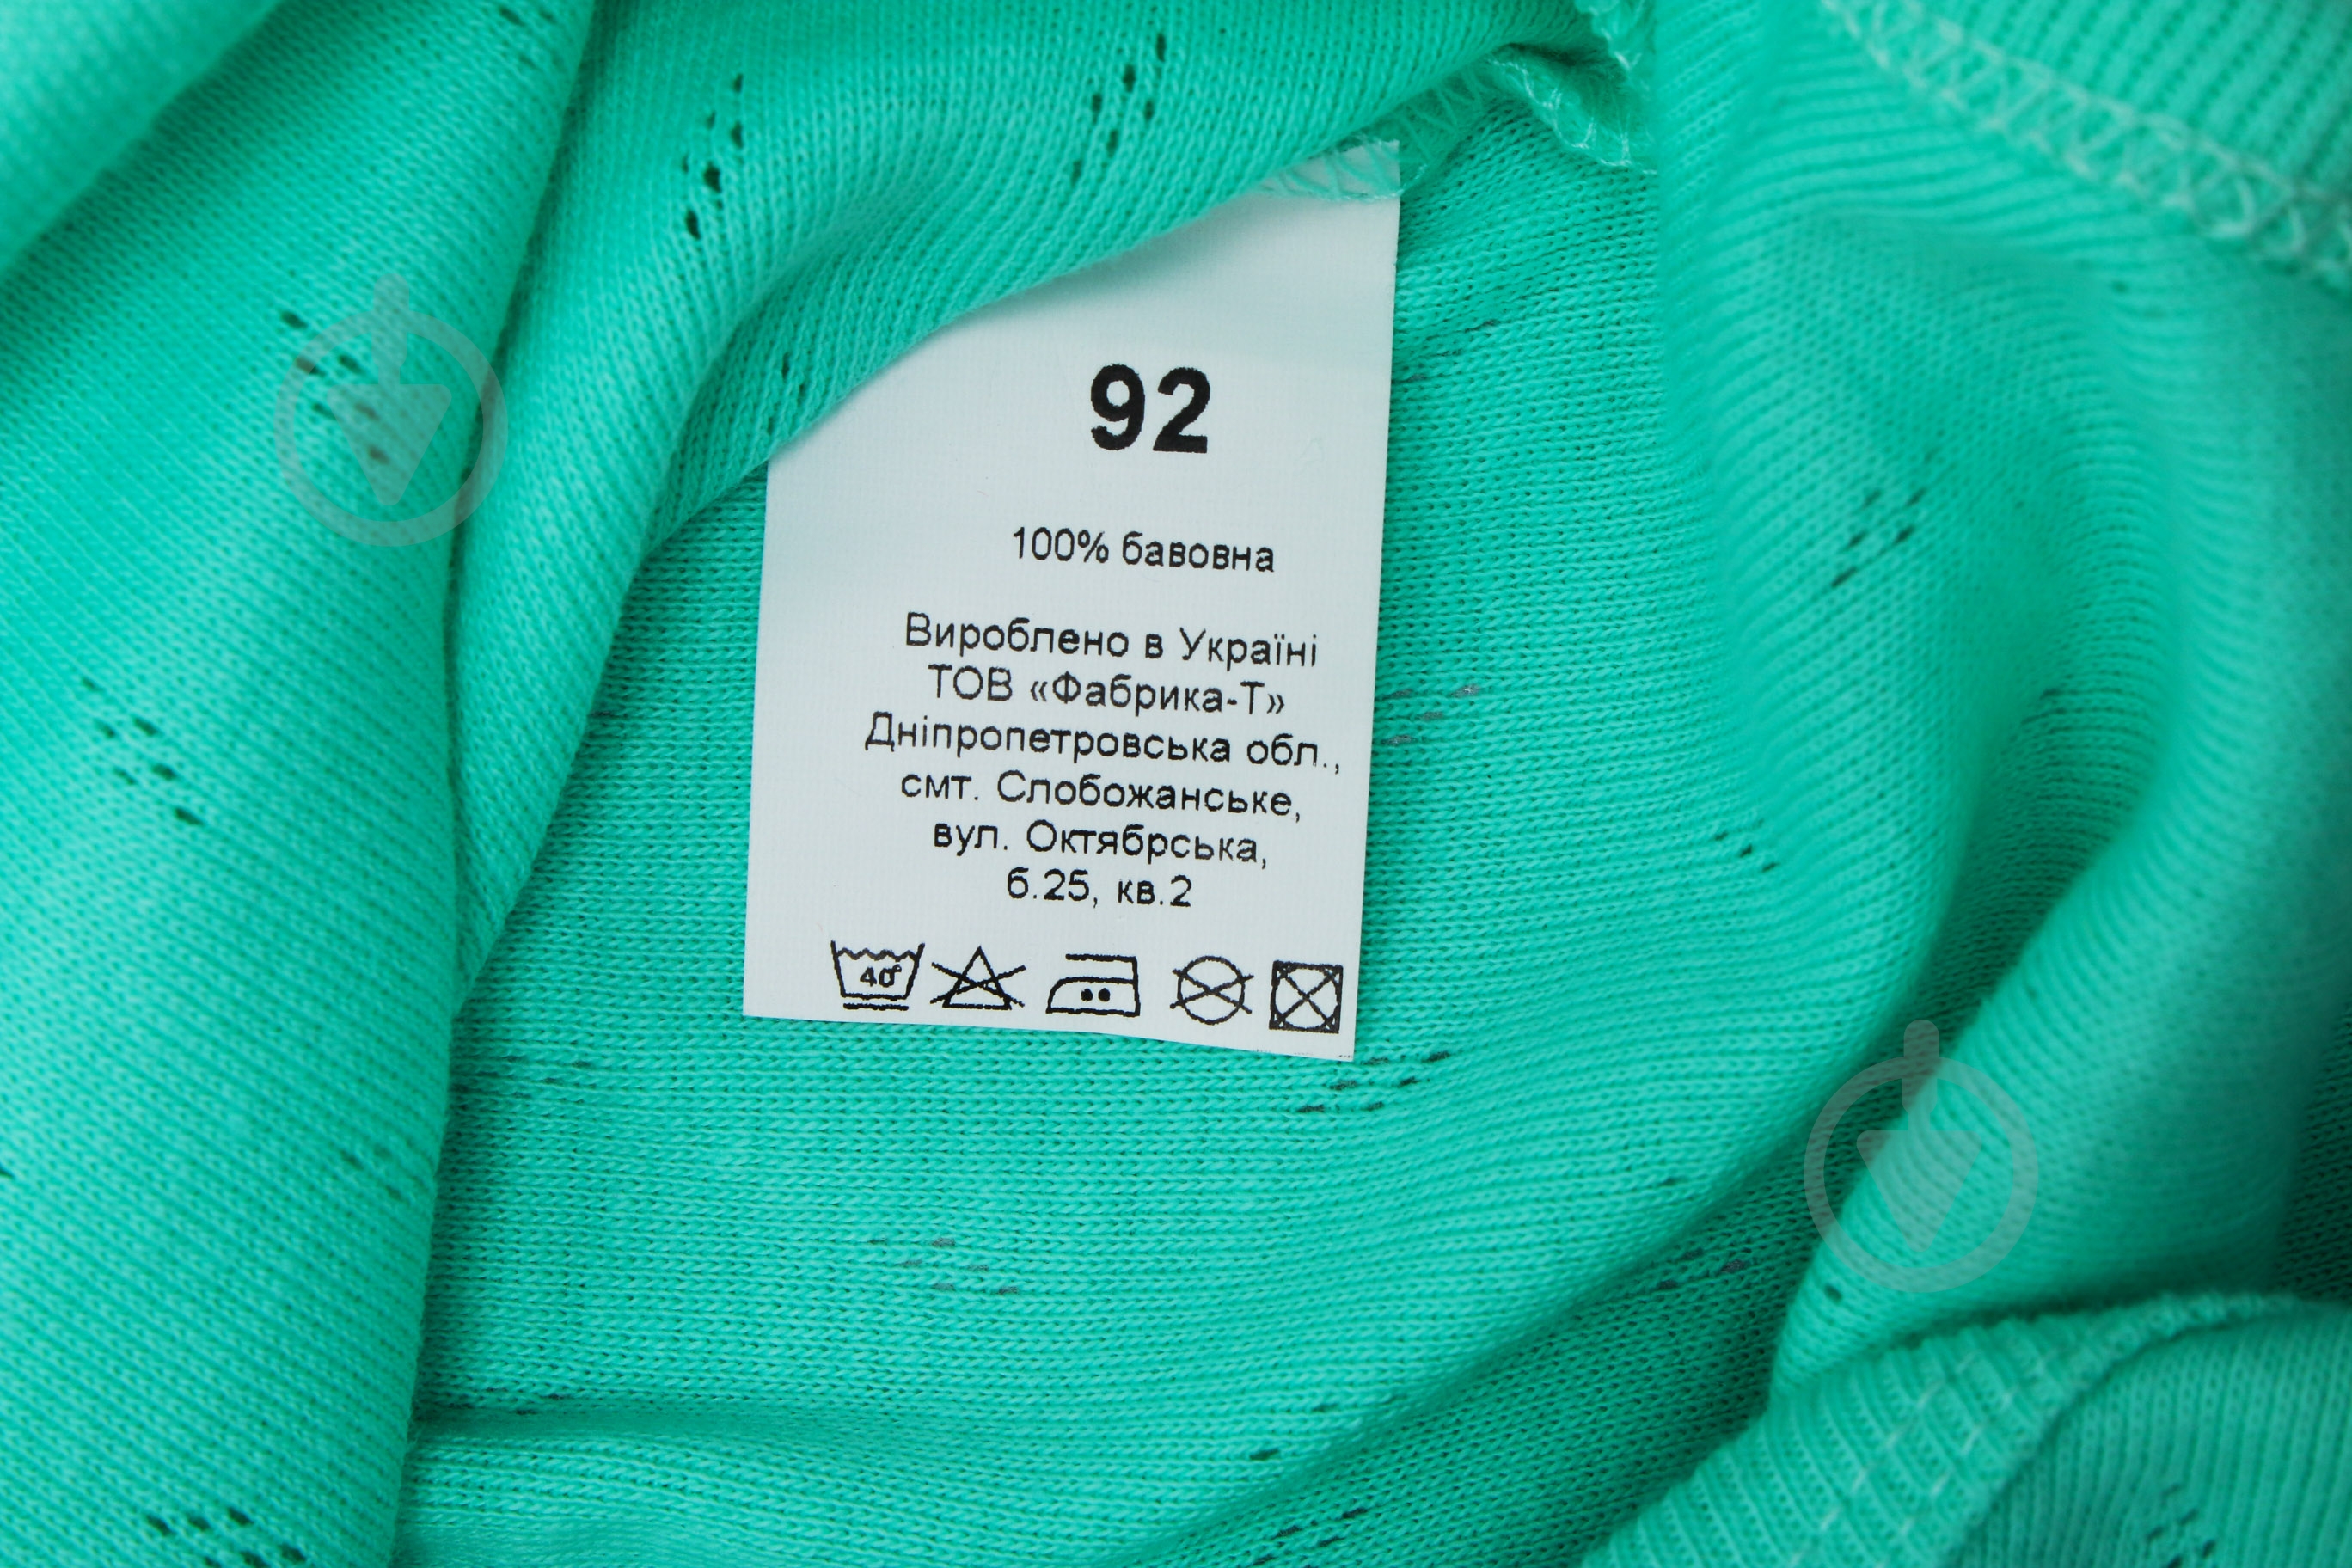 92
100% бавовна
Вироблено в Україні
ТОВ «Фабрика-Т»
Дніпропетровська обл.,
смт. Слобожанське,
вул. Октябрська,
б.25, кв.2
40°